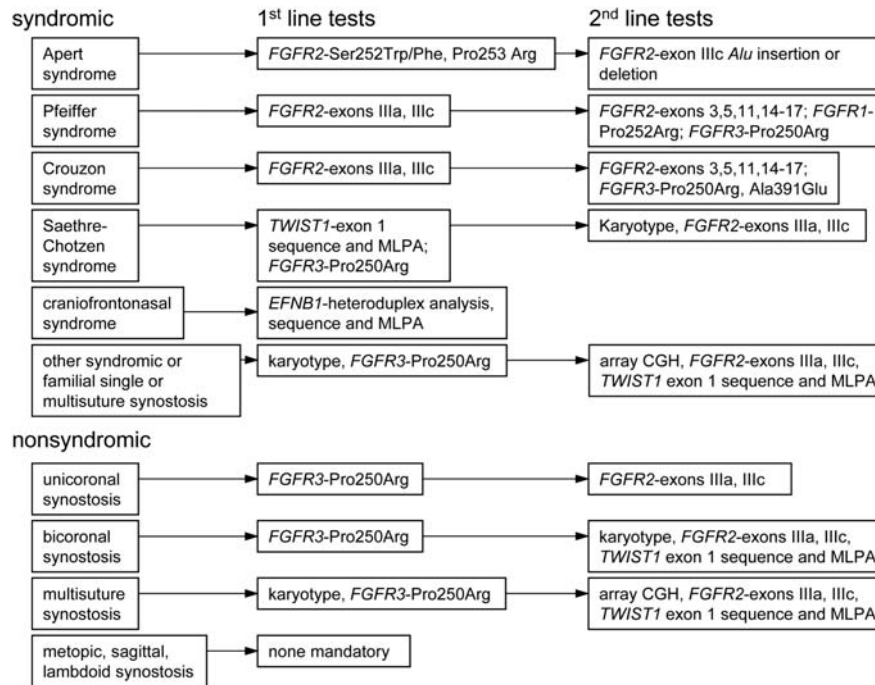 syndromic
1st line tests
2nd line tests
Apert
syndrome
FGFR2-Ser252Trp/Phe, Pro253 Arg
FGFR2-exon IIIc Alu insertion or
deletion
Pfeiffer
syndrome
FGFR2-exons IIIa, IIIc
FGFR2-exons 3,5,11,14-17; FGFR1-
Pro252Arg; FGFR3-Pro250Arg
Crouzon
syndrome
FGFR2-exons IIIa, IIIc
FGFR2-exons 3,5,11,14-17;
FGFR3-Pro250Arg, Ala391Glu
Saethre-
Chotzen
syndrome
TWIST1-exon 1
sequence and MLPA;
FGFR3-Pro250Arg
Karyotype, FGFR2-exons IIIa, IIIc
craniofrontonasal
syndrome
EFNB1-heteroduplex analysis,
sequence and MLPA
other syndromic or
familial single or
multisuture synostosis
karyotype, FGFR3-Pro250Arg
array CGH, FGFR2-exons IIIa, IIIc,
TWIST1 exon 1 sequence and MLPA
nonsyndromic
unicoronal
synostosis
FGFR3-Pro250Arg
FGFR2-exons IIIa, IIIc
bicoronal
synostosis
FGFR3-Pro250Arg
karyotype, FGFR2-exons IIIa, IIIc,
TWIST1 exon 1 sequence and MLPA
multisuture
synostosis
karyotype, FGFR3-Pro250Arg
array CGH, FGFR2-exons IIIa, IIIc,
TWIST1 exon 1 sequence and MLPA
metopic, sagittal,
lambdoid synostosis
none mandatory